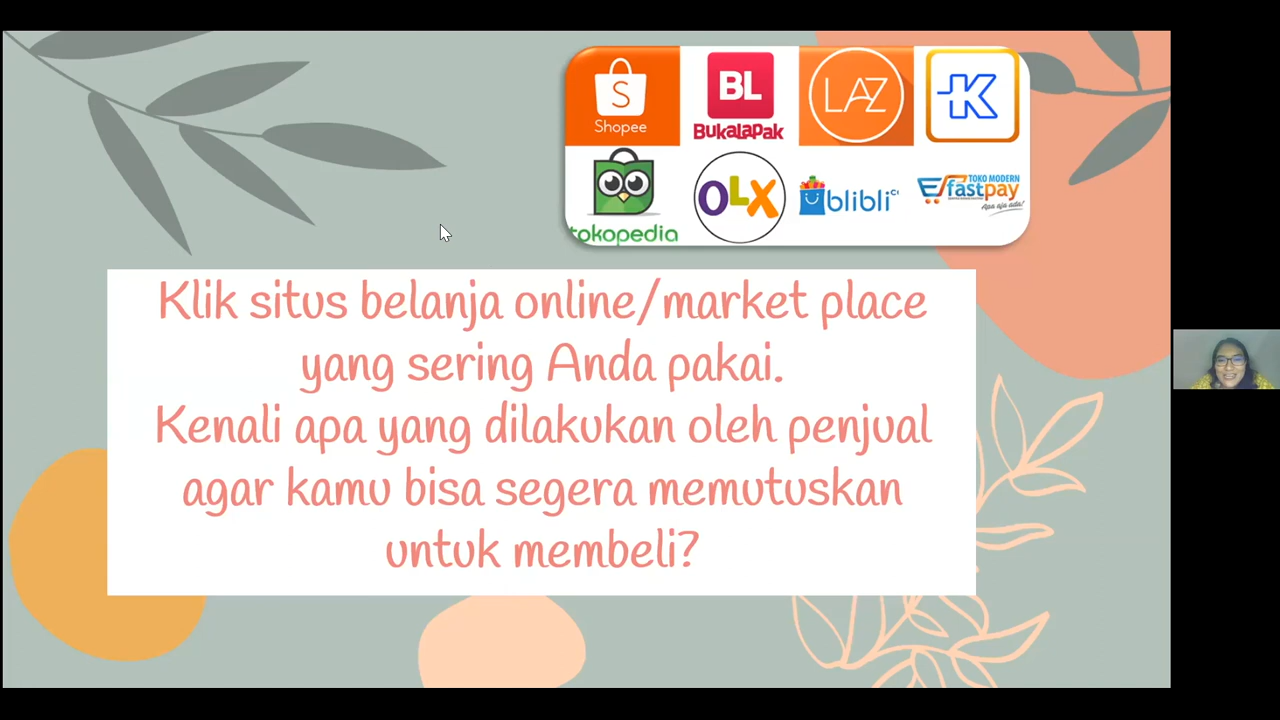 Shopee
BL
BUKALAPAK
LAZ
K
tokopedia
OLX
blibli
TOKO MODERN
fastpay
Apa aja ada!
Klik situs belanja online/market place
yang sering Anda pakai.
Kenali apa yang dilakukan oleh penjual
agar kamu bisa segera memutuskan
untuk membeli?